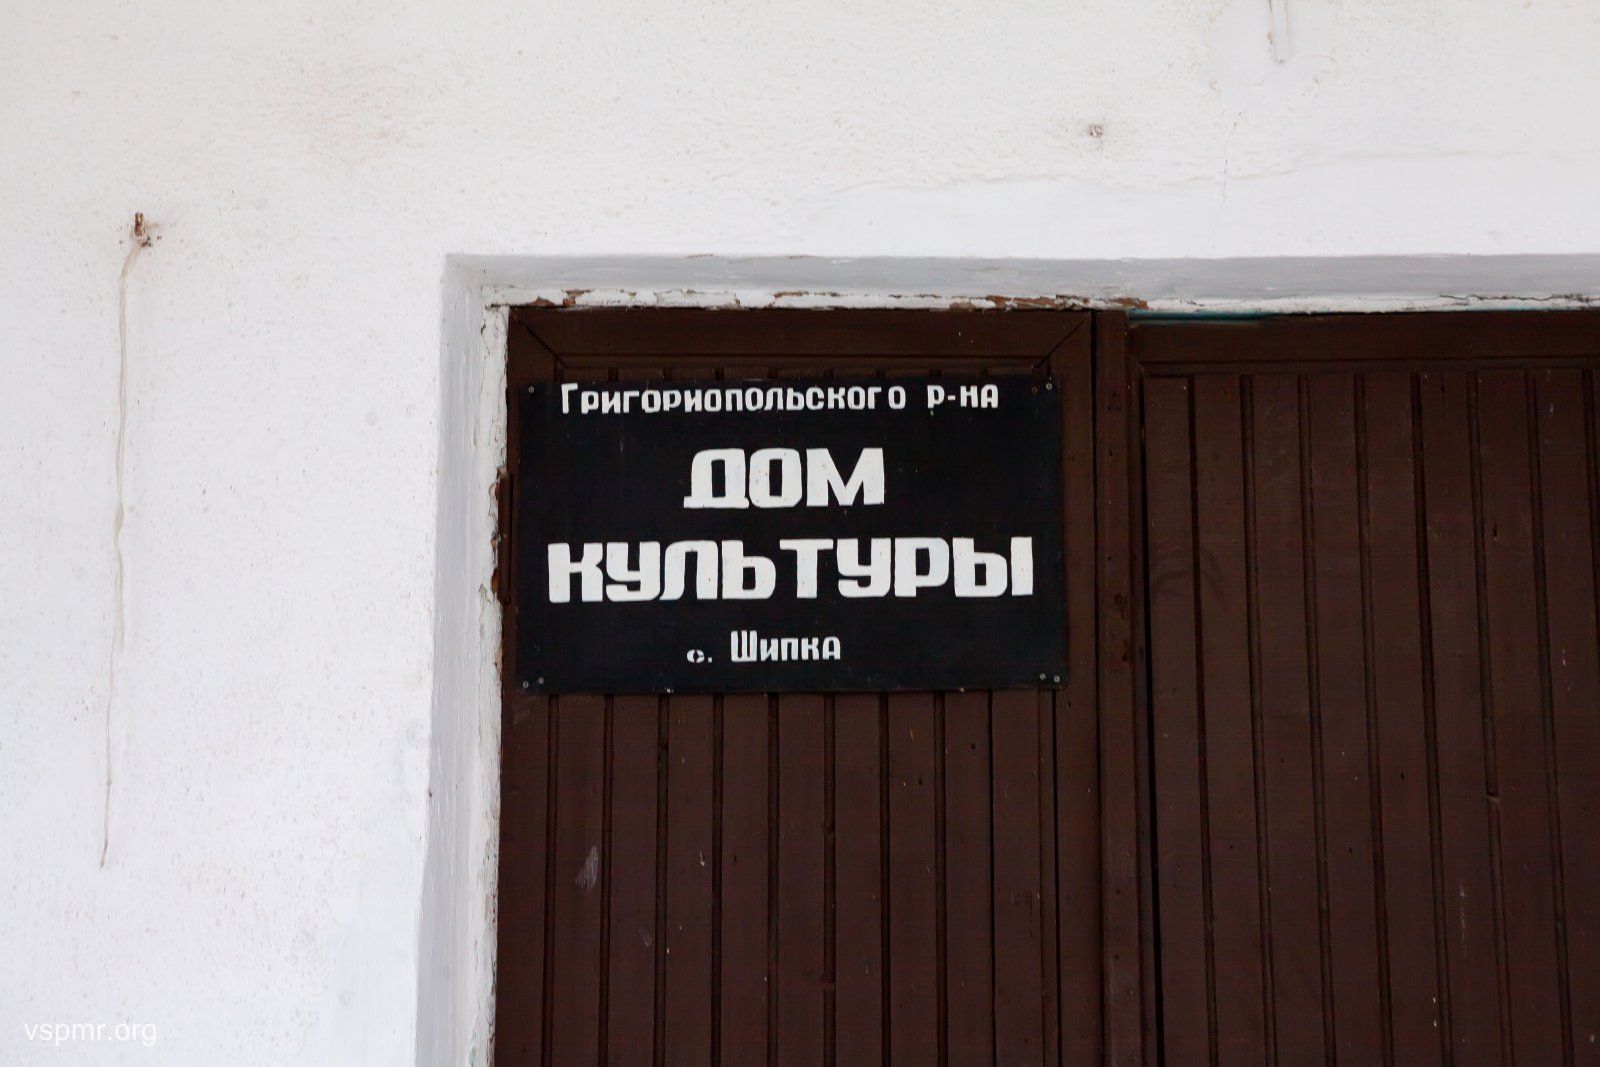 Григориопольского р-на
ДОМ
КУЛЬТУРЫ
с. Шипка
vspmr.org